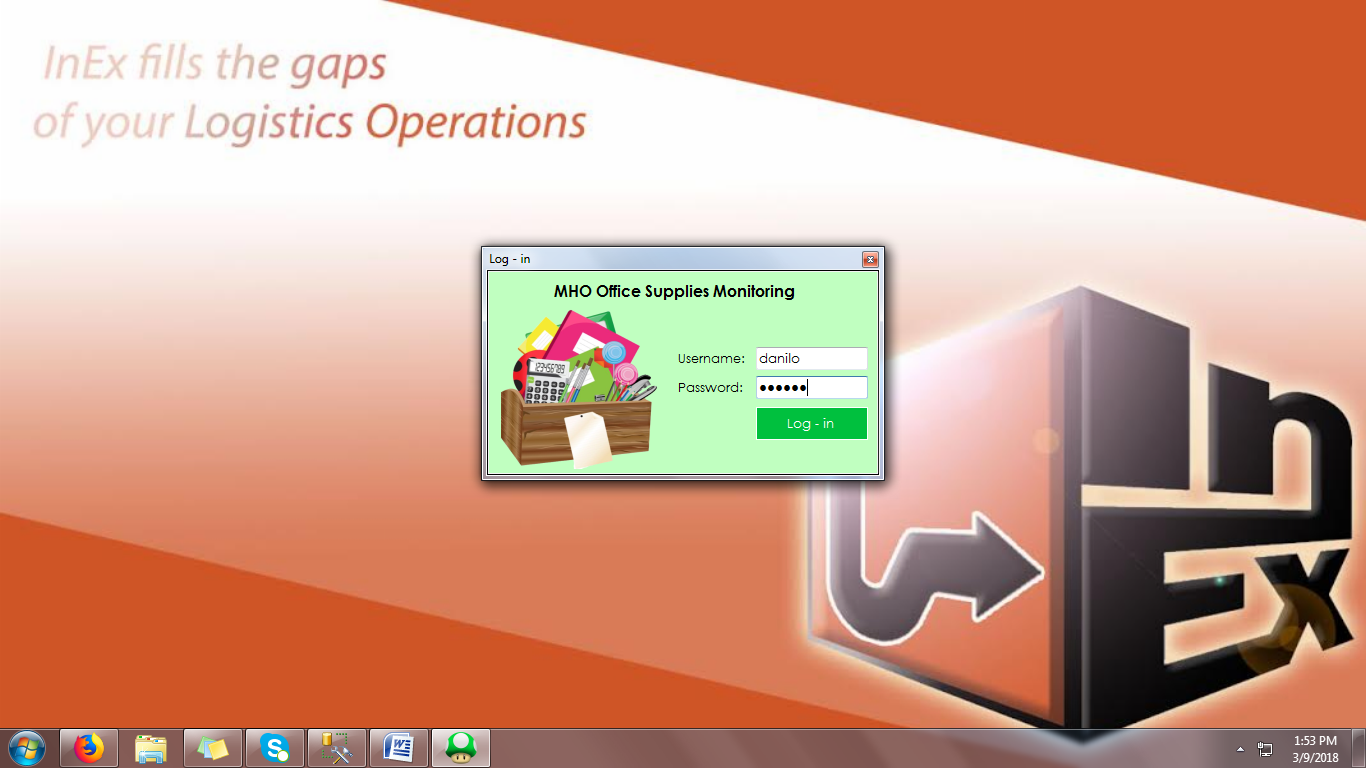 InEx fills the gaps
of your Logistics Operations
Log - in
MHO Office Supplies Monitoring
Username: danilo
Password: ●●●●●●
Log - in
In
Ex
1:53 PM
3/9/2018